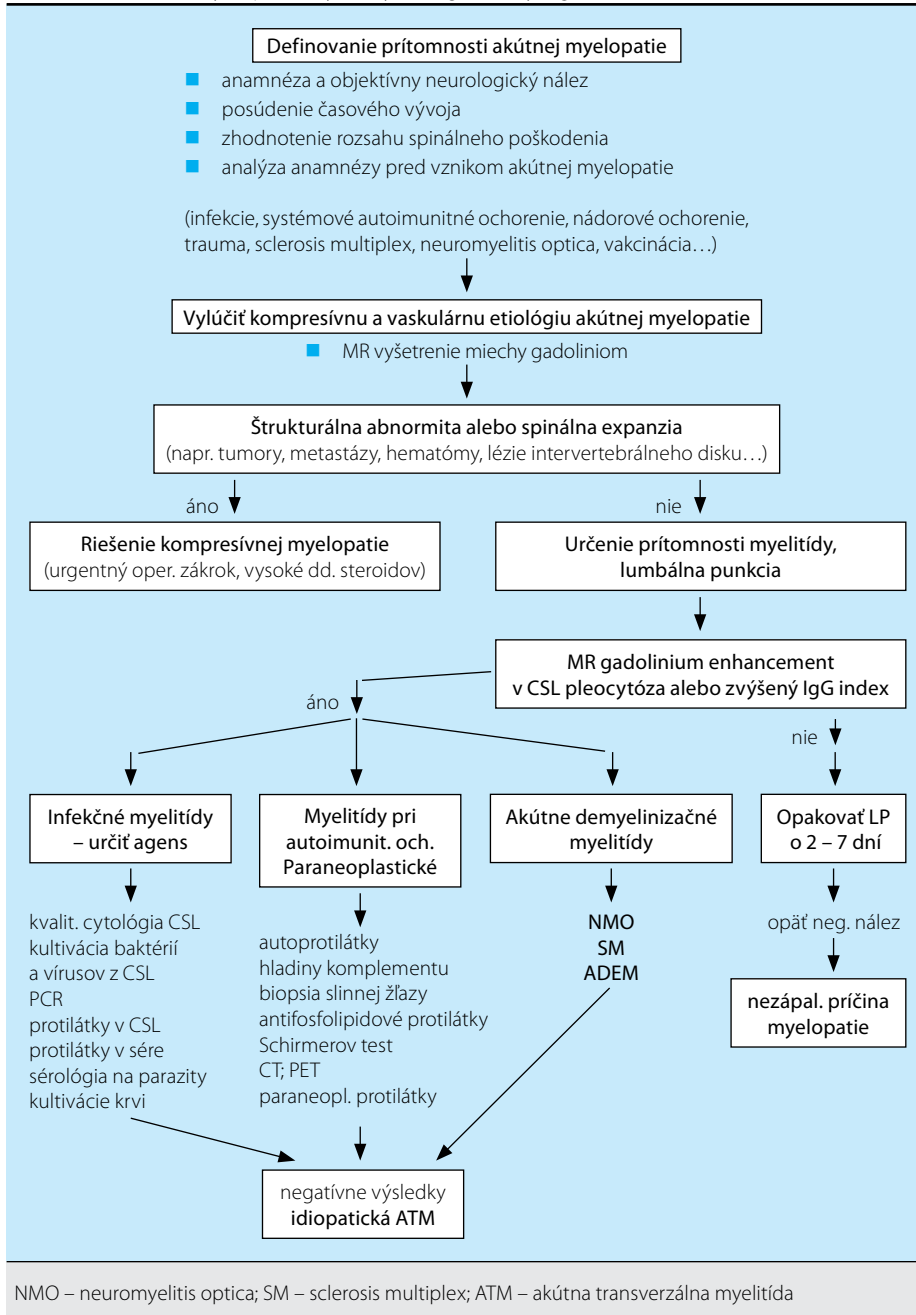 Definovanie prítomnosti akútnej myelopatie
anamnéza a objektívny neurologický nález
posúdenie časového vývoja
zhodnotenie rozsahu spinálneho poškodenia
analýza anamnézy pred vznikom akútnej myelopatie
(infekcie, systémové autoimunitné ochorenie, nádorové ochorenie,
trauma, sclerosis multiplex, neuromyelitis optica, vakcinácia…)
Vylúčiť kompresívnu a vaskulárnu etiológiu akútnej myelopatie
MR vyšetrenie miechy gadoliniom
Štrukturálna abnormita alebo spinálna expanzia
(napr. tumory, metastázy, hematómy, lézie intervertebrálneho disku…)
áno
nie
Riešenie kompresívnej myelopatie
(urgentný oper. zákrok, vysoké dd. steroidov)
Určenie prítomnosti myelitídy,
lumbálna punkcia
MR gadolinium enhancement
v CSL pleocytóza alebo zvýšený IgG index
áno
nie
Infekčné myelitídy
– určiť agens
Myelitídy pri
autoimunit. och.
Paraneoplastické
Akútne demyelinizačné
myelitídy
Opakovať LP
o 2 – 7 dní
kvalit. cytológia CSL
kultivácia baktérií
a vírusov z CSL
PCR
protilátky v CSL
protilátky v sére
sérológia na parazity
kultivácie krvi
autoprotilátky
hladiny komplementu
biopsia slinnej žľazy
antifosfolipidové protilátky
Schirmerov test
CT; PET
paraneopl. protilátky
NMO
SM
ADEM
opäť neg. nález
nezápal. príčina
myelopatie
negatívne výsledky
idiopatická ATM
NMO – neuromyelitis optica; SM – sclerosis multiplex; ATM – akútna transverzálna myelitída